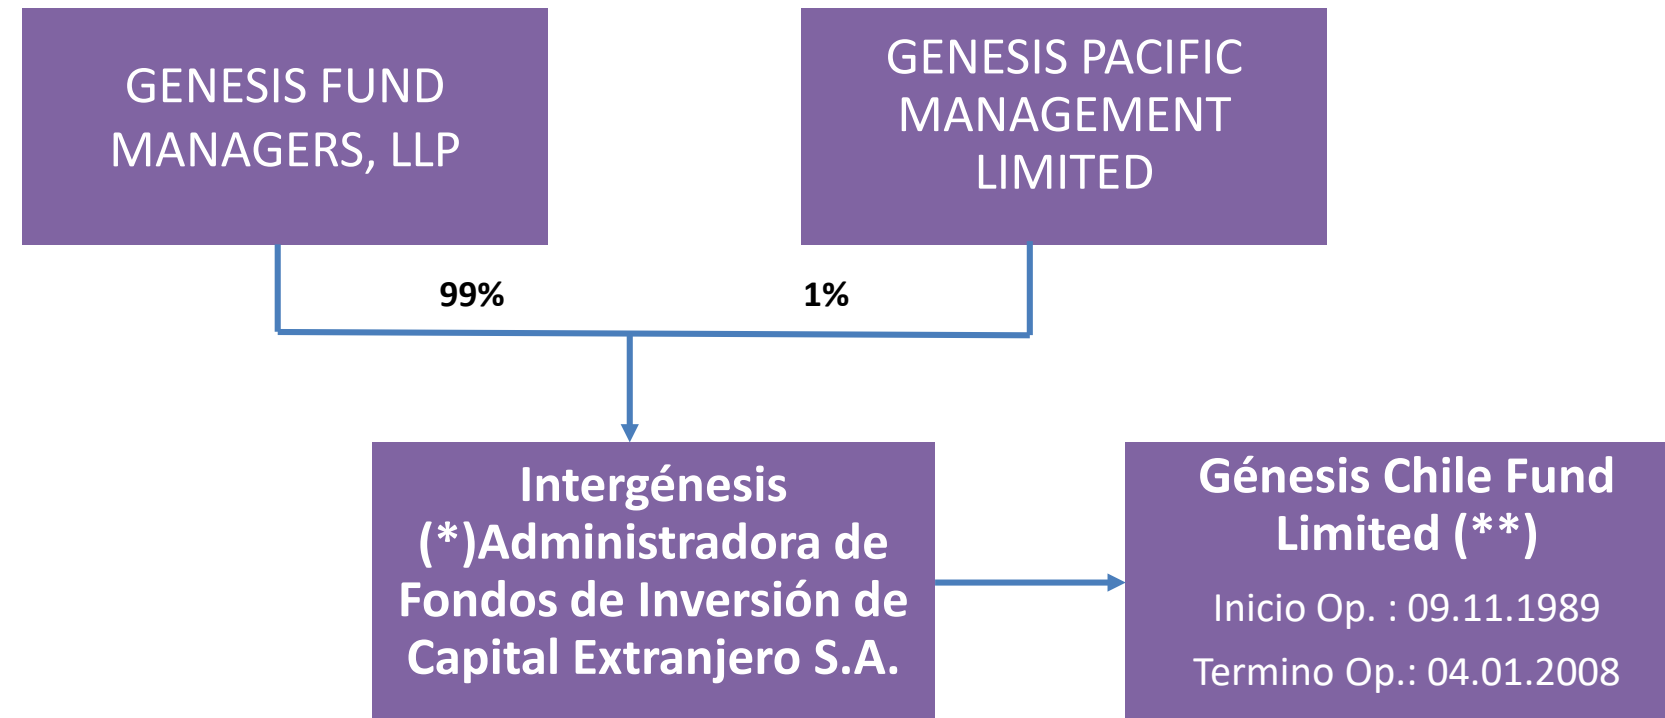 GENESIS FUND
MANAGERS, LLP
GENESIS PACIFIC
MANAGEMENT
LIMITED
99%
1%
Intergénesis
(*)Administradora de
Fondos de Inversión de
Capital Extranjero S.A.
Génesis Chile Fund
Limited (**)
Inicio Op. : 09.11.1989
Termino Op.: 04.01.2008